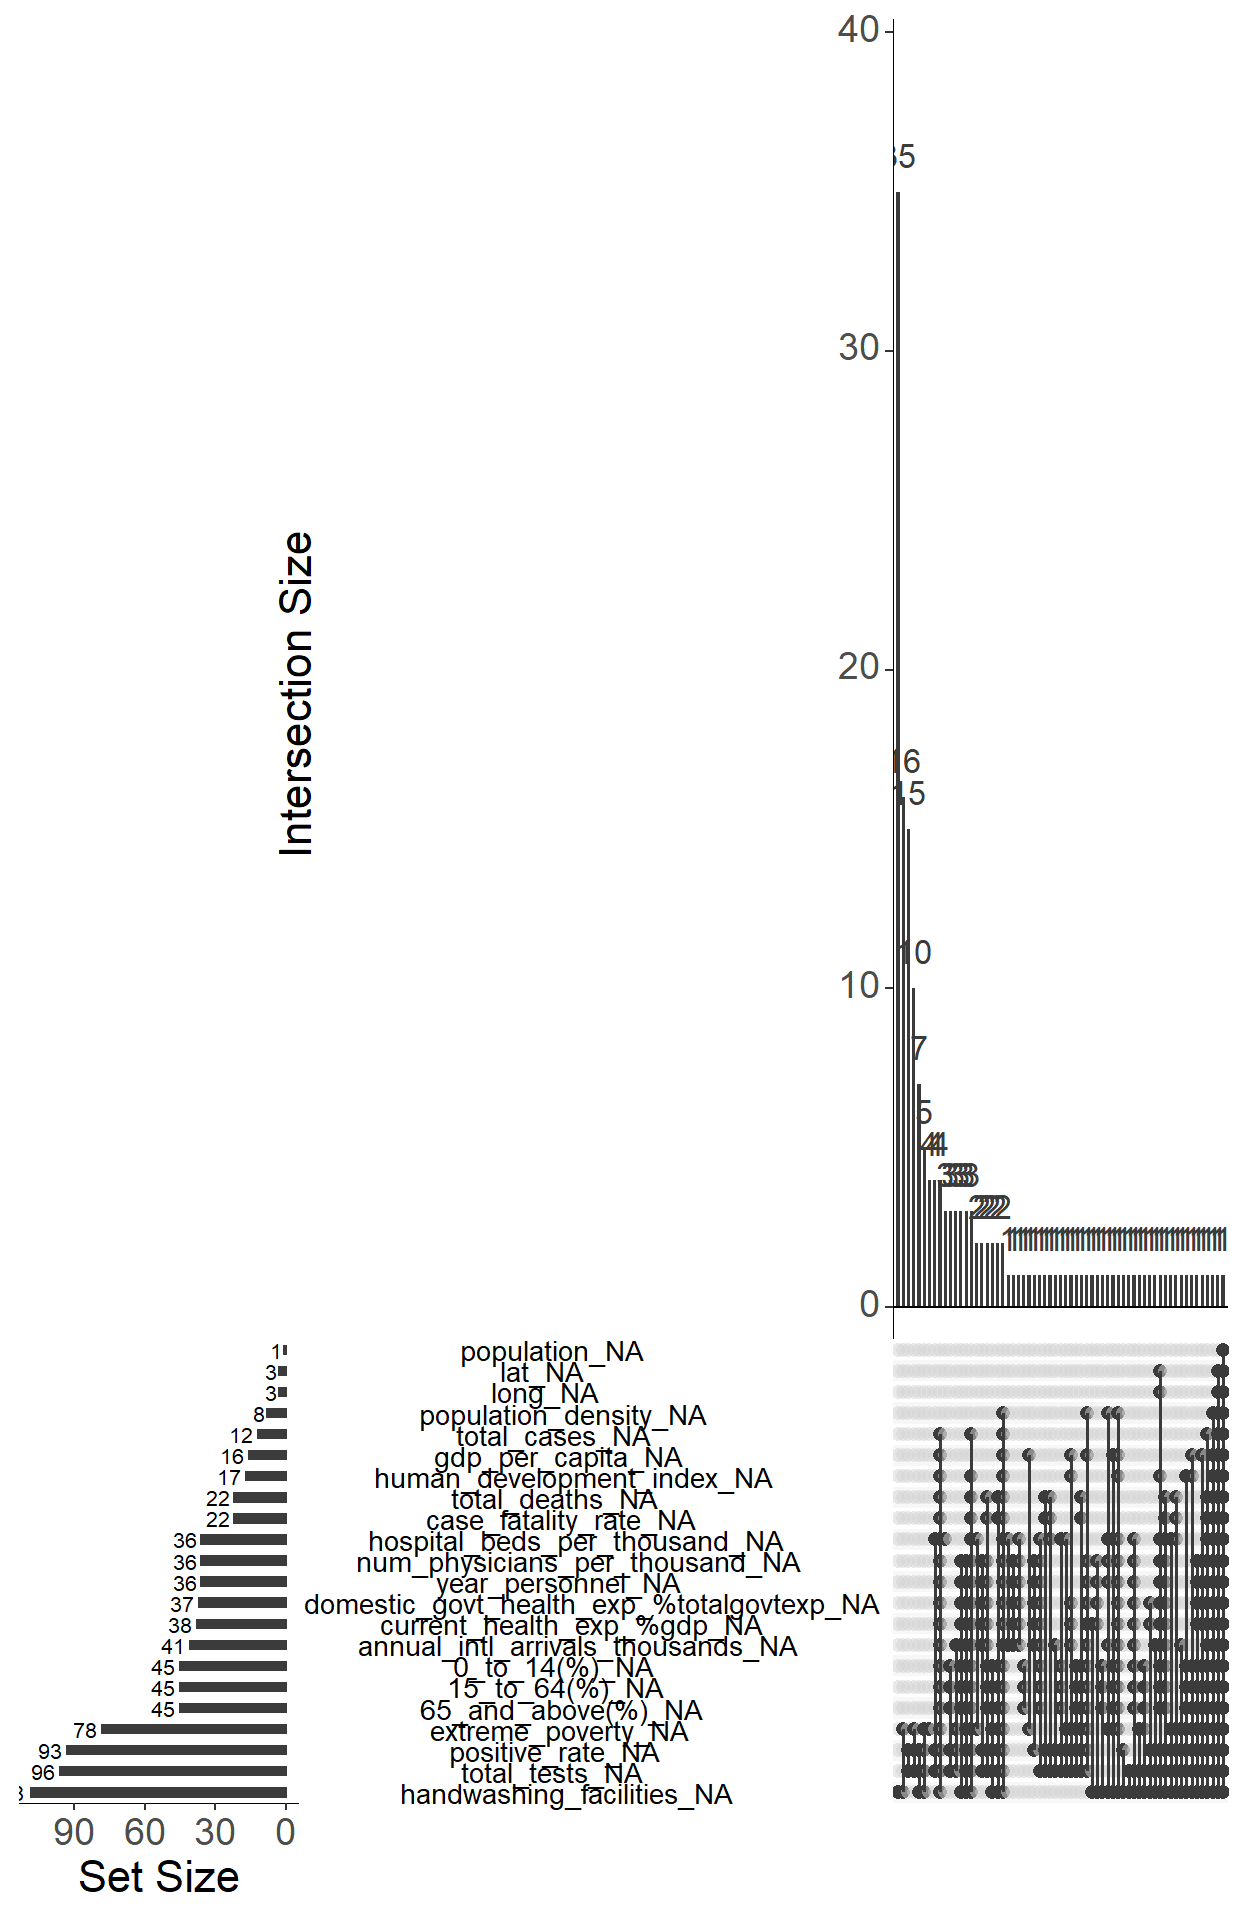 40
30
20
10
0
Intersection Size
16
15
10
7
5
population_NA
lat_NA
long_NA
population_density_NA
total_cases_NA
gdp_per_capita_NA
human_development_index_NA
total_deaths_NA
case_fatality_rate_NA
hospital_beds_per_thousand_NA
num_physicians_per_thousand_NA
year_personnel_NA
domestic_govt_health_exp_%totalgovtexp_NA
current_health_exp_%gdp_NA
annual_intl_arrivals_thousands_NA
0_to_14(%)_NA
15_to_64(%)_NA
65_and_above(%)_NA
extreme_poverty_NA
positive_rate_NA
total_tests_NA
handwashing_facilities_NA
1
3
3
8
12
16
17
22
22
36
36
36
37
38
41
45
45
45
78
93
96
90 60 30 0
Set Size